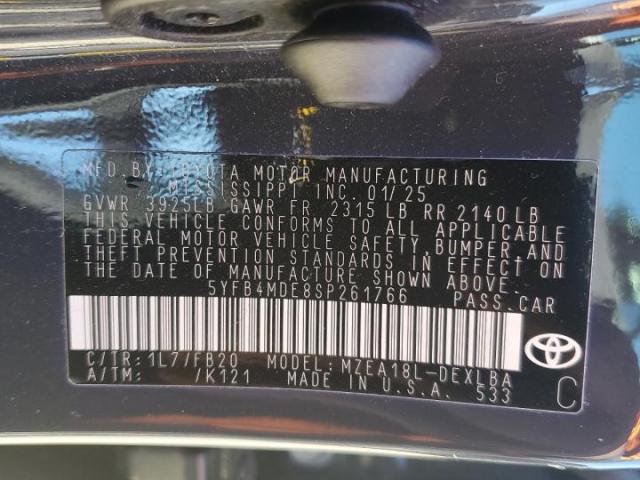 MFD. BY TOYOTA MOTOR MANUFACTURING
MISSISSIPPI, INC. 01/25
GVWR 3925LB GAWR FR 2315 LB RR 2140 LB
THIS VEHICLE CONFORMS TO ALL APPLICABLE
FEDERAL MOTOR VEHICLE SAFETY, BUMPER, AND
THEFT PREVENTION STANDARDS IN EFFECT ON
THE DATE OF MANUFACTURE SHOWN ABOVE.
5YFB4MDE8SP261766 PASS.CAR
C/TR: 1L7/FB20 MODEL: MZEA18L-DEXLBA
A/TM: /K121 MADE IN U.S.A. 533
C